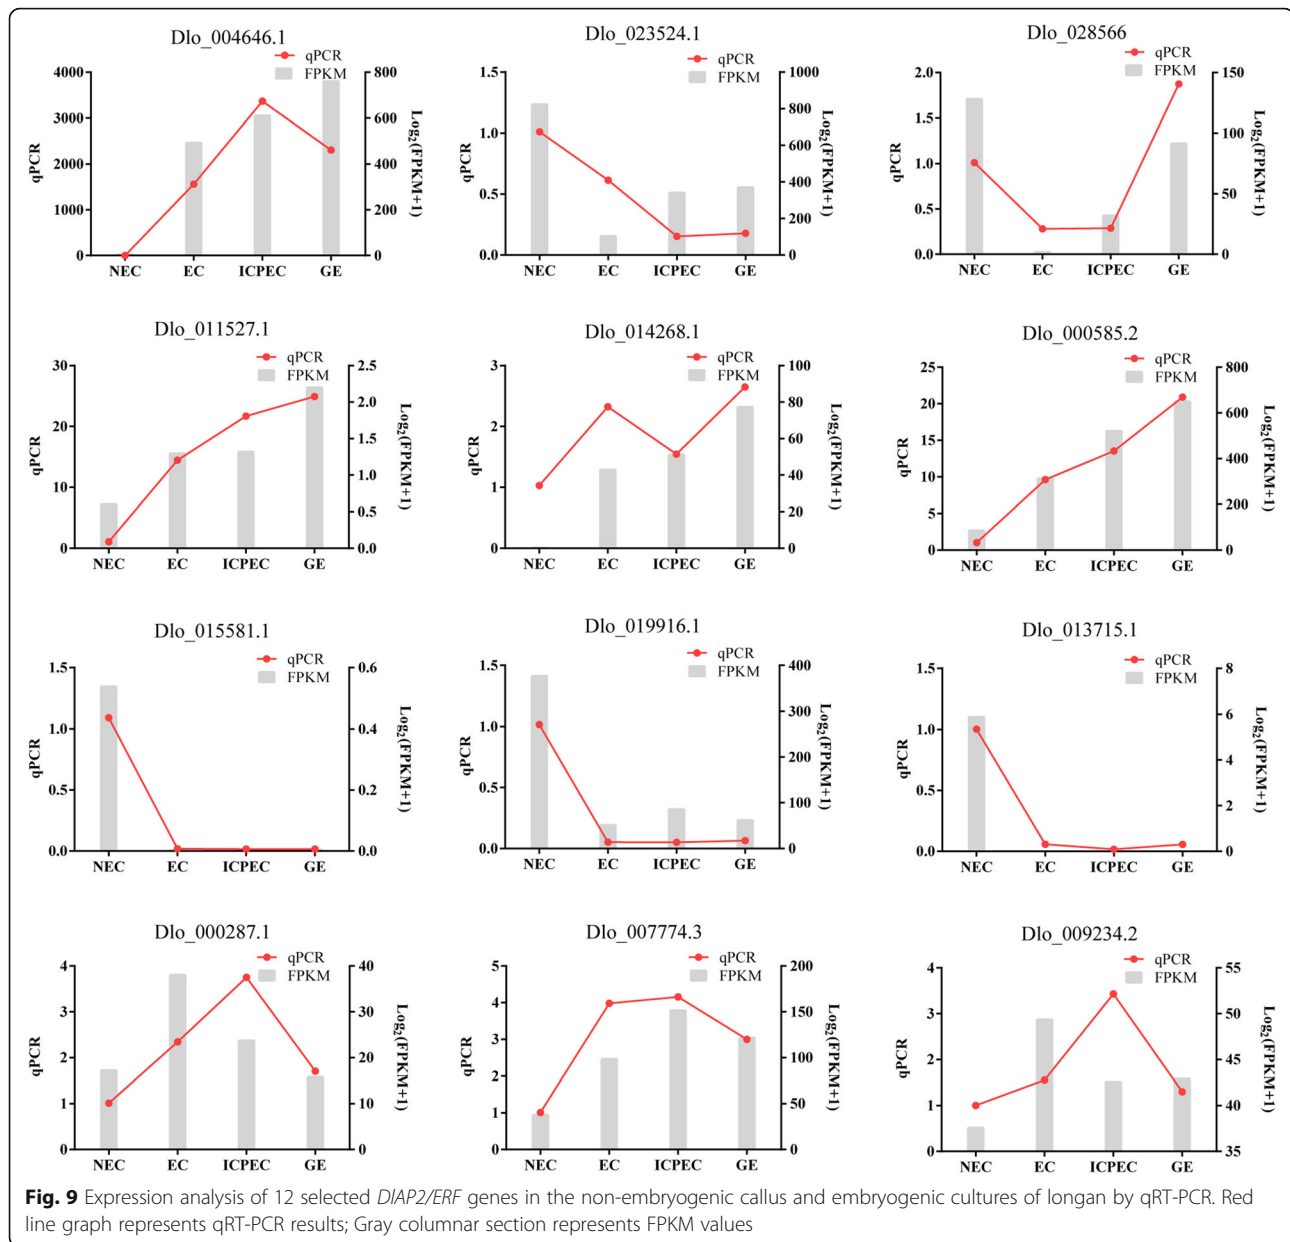 Dlo_004646.1
qPCR
FPKM
4000
3000
2000
1000
0
qPCR
800
600
400
200
0
Log2(FPKM+1)
NEC EC ICPEC GE
Dlo_023524.1
qPCR
FPKM
1.5
1.0
0.5
0.0
qPCR
1000
800
600
400
200
0
Log2(FPKM+1)
NEC EC ICPEC GE
Dlo_028566
qPCR
FPKM
2.0
1.5
1.0
0.5
0.0
qPCR
150
100
50
0
Log2(FPKM+1)
NEC EC ICPEC GE
Dlo_011527.1
qPCR
FPKM
30
20
10
0
qPCR
2.5
2.0
1.5
1.0
0.5
0.0
Log2(FPKM+1)
NEC EC ICPEC GE
Dlo_014268.1
qPCR
FPKM
3
2
1
0
qPCR
100
80
60
40
20
0
Log2(FPKM+1)
NEC EC ICPEC GE
Dlo_000585.2
qPCR
FPKM
25
20
15
10
5
0
qPCR
800
600
400
200
0
Log2(FPKM+1)
NEC EC ICPEC GE
Dlo_015581.1
qPCR
FPKM
1.5
1.0
0.5
0.0
qPCR
0.6
0.4
0.2
0.0
Log2(FPKM+1)
NEC EC ICPEC GE
Dlo_019916.1
qPCR
FPKM
1.5
1.0
0.5
0.0
qPCR
400
300
200
100
0
Log2(FPKM+1)
NEC EC ICPEC GE
Dlo_013715.1
qPCR
FPKM
1.5
1.0
0.5
0.0
qPCR
8
6
4
2
0
Log2(FPKM+1)
NEC EC ICPEC GE
Dlo_000287.1
qPCR
FPKM
4
3
2
1
0
qPCR
40
30
20
10
0
Log2(FPKM+1)
NEC EC ICPEC GE
Dlo_007774.3
qPCR
FPKM
5
4
3
2
1
0
qPCR
200
150
100
50
0
Log2(FPKM+1)
NEC EC ICPEC GE
Dlo_009234.2
qPCR
FPKM
4
3
2
1
0
qPCR
55
50
45
40
35
Log2(FPKM+1)
NEC EC ICPEC GE
Fig. 9 Expression analysis of 12 selected DlAP2/ERF genes in the non-embryogenic callus and embryogenic cultures of longan by qRT-PCR. Red
line graph represents qRT-PCR results; Gray columnar section represents FPKM values